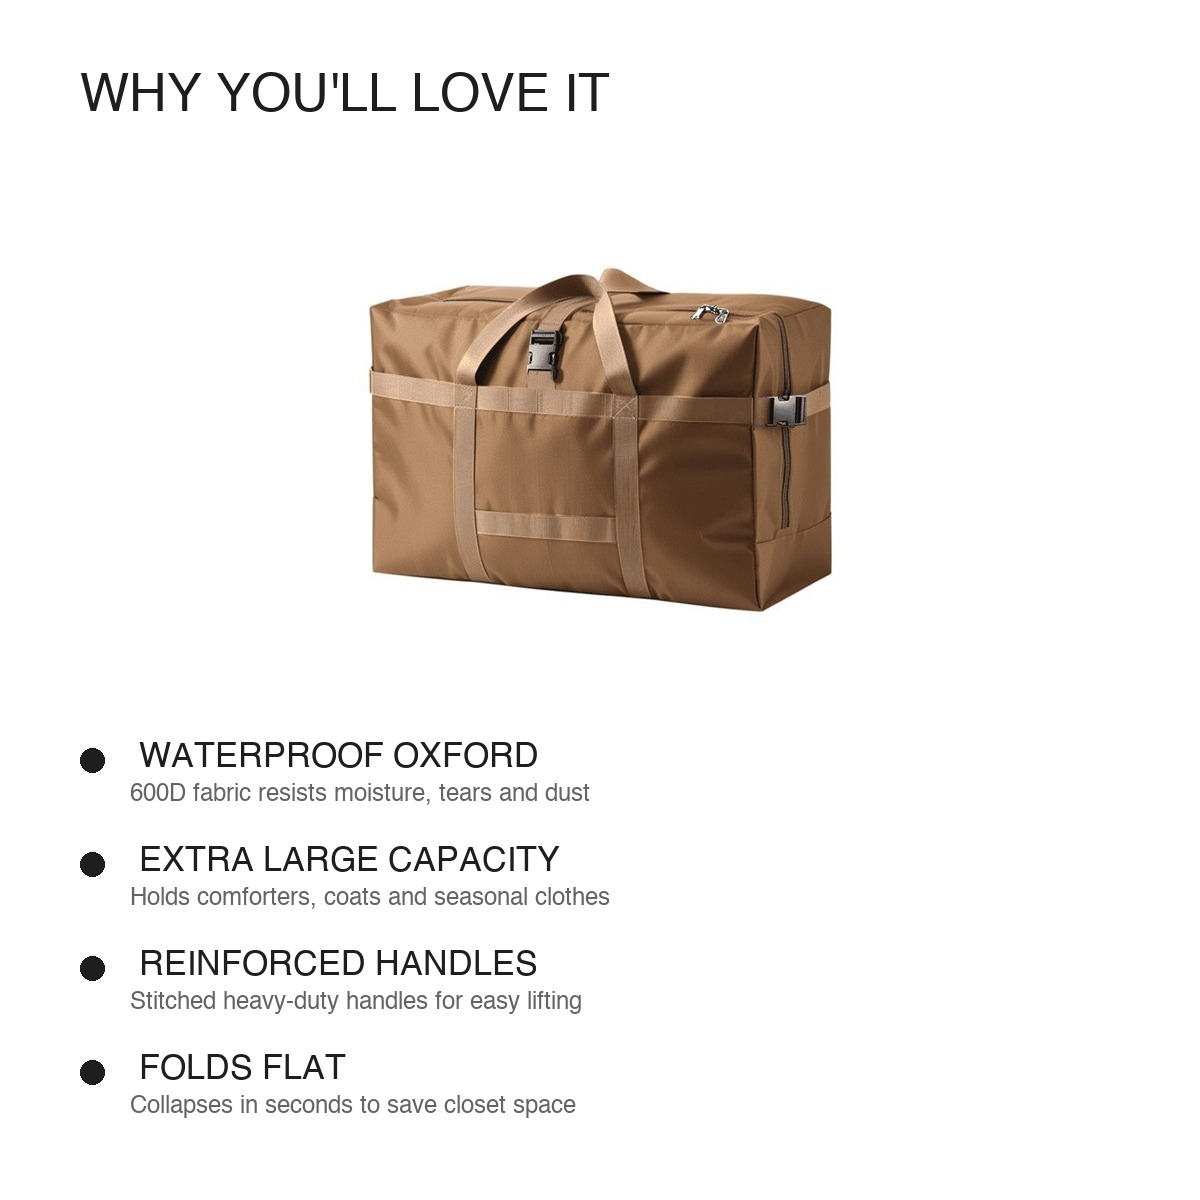 WHY YOU'LL LOVE IT
WATERPROOF OXFORD
600D fabric resists moisture, tears and dust
EXTRA LARGE CAPACITY
Holds comforters, coats and seasonal clothes
REINFORCED HANDLES
Stitched heavy-duty handles for easy lifting
FOLDS FLAT
Collapses in seconds to save closet space